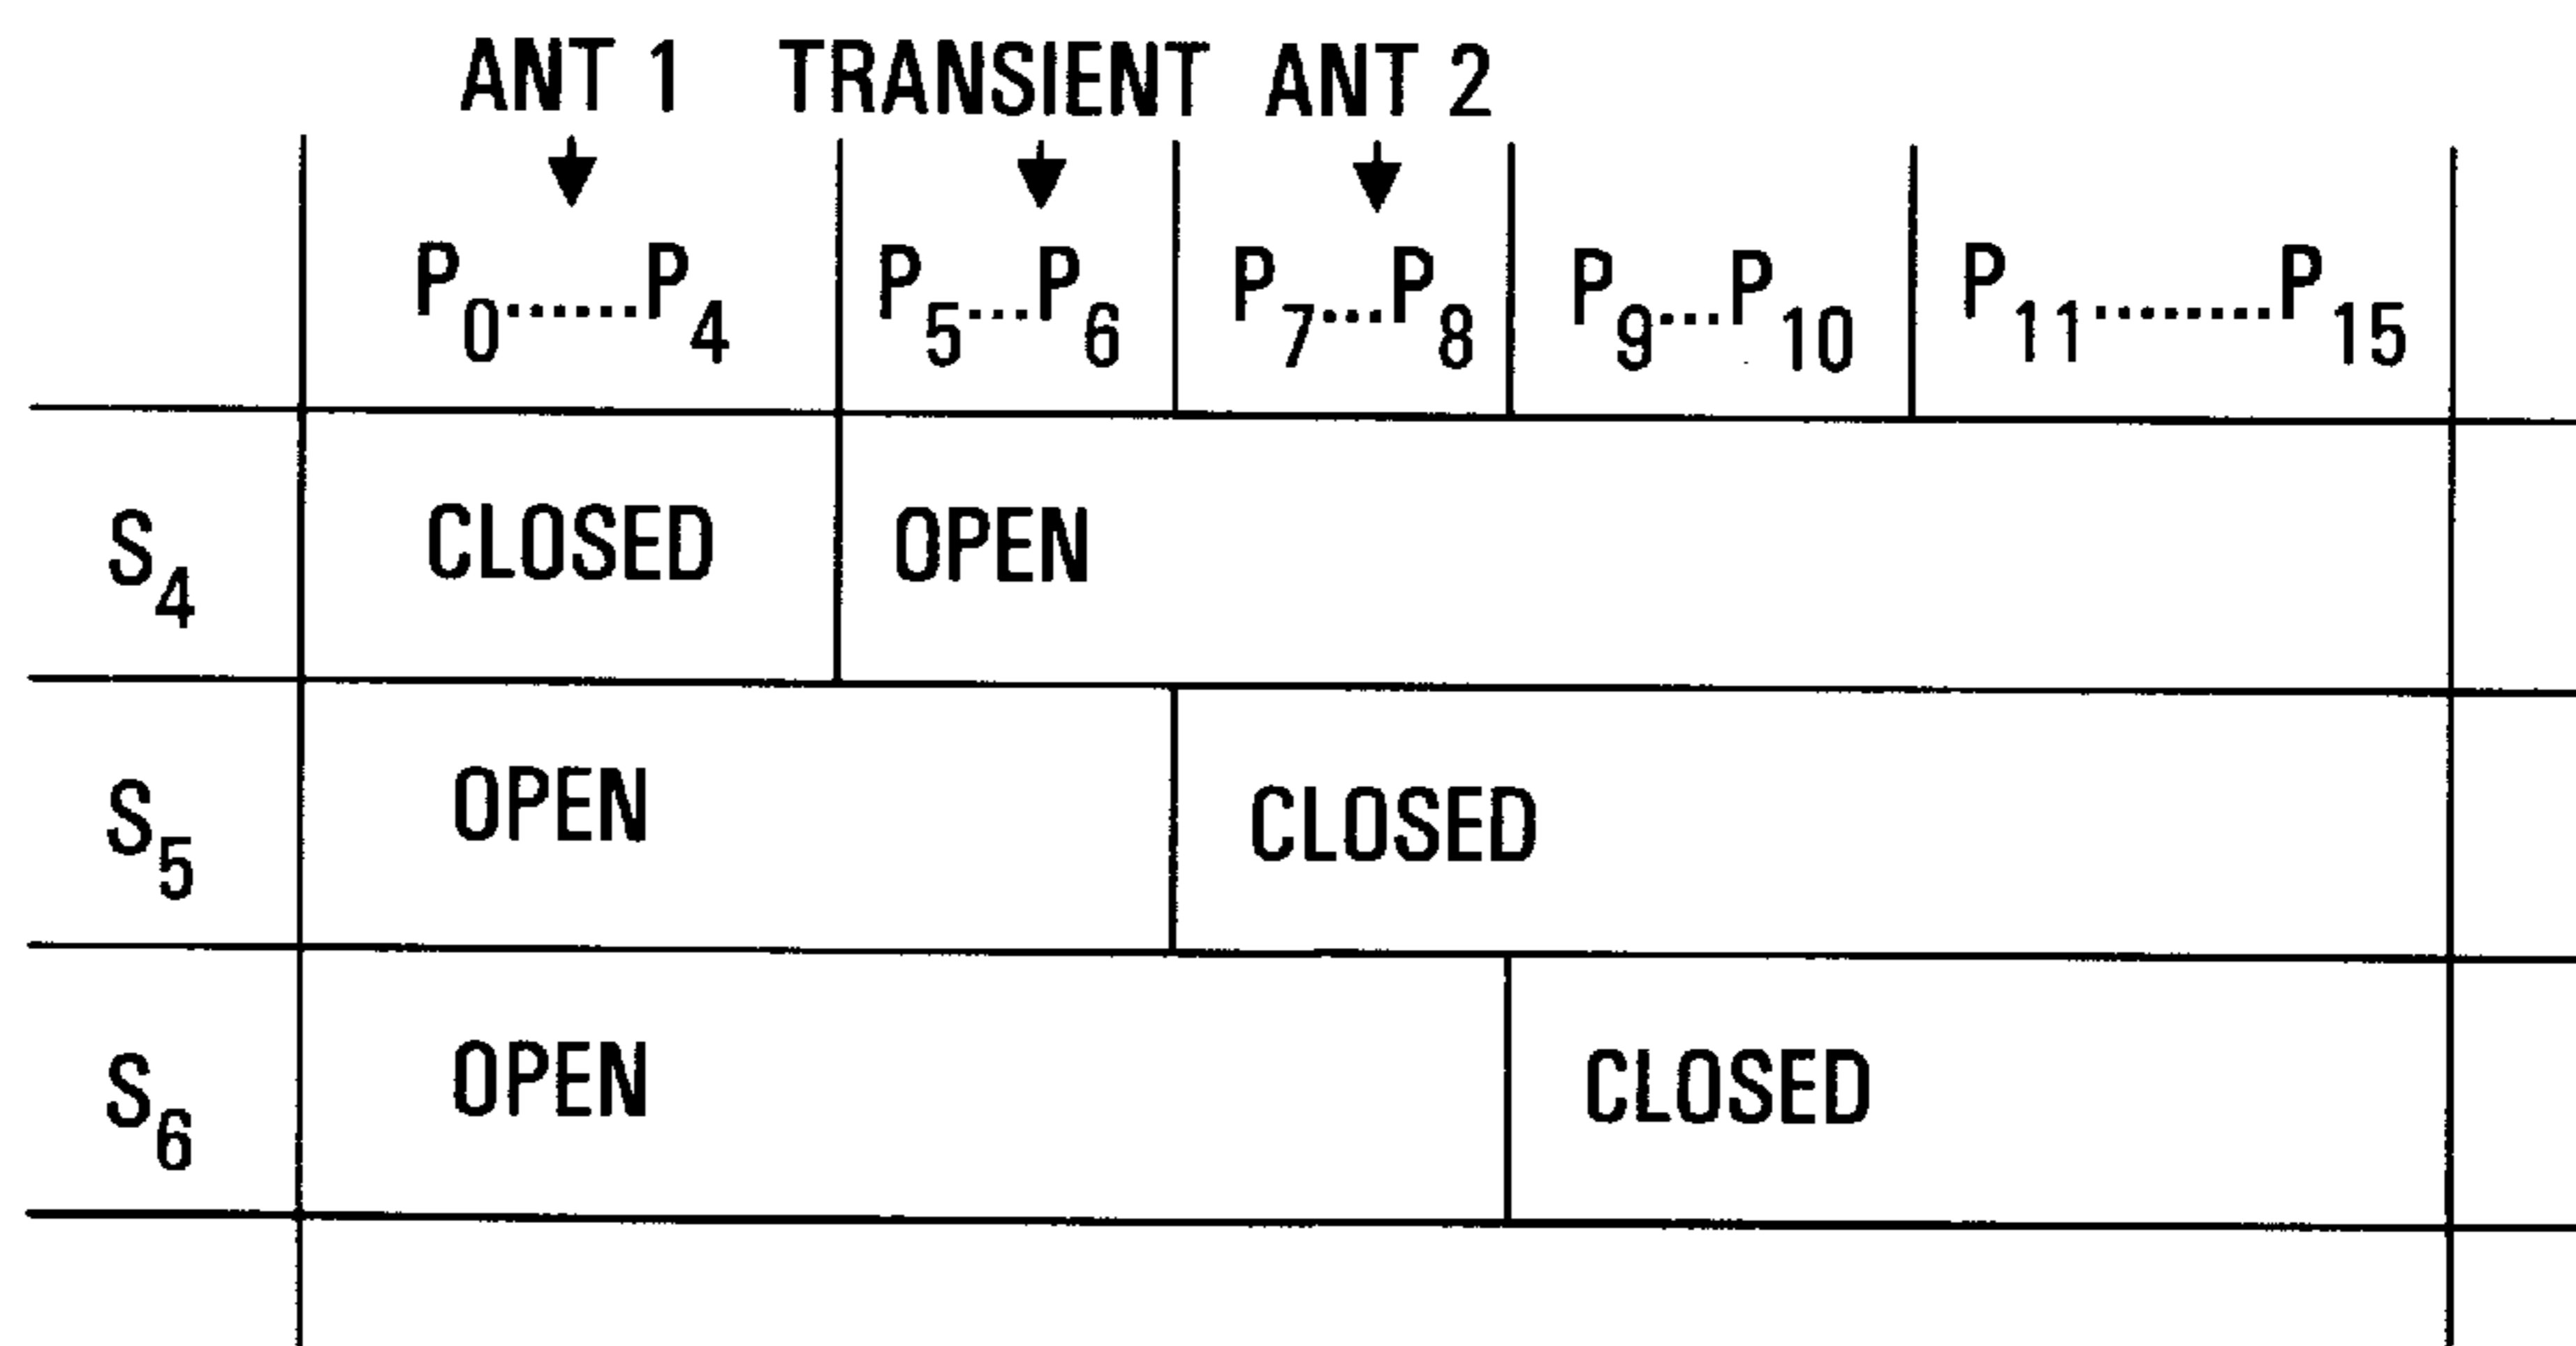 ANT 1 TRANSIENT ANT 2
P0......P4 P5...P6 P7...P8 P9...P10 P11........P15
S4 CLOSED OPEN
S5 OPEN CLOSED
S6 OPEN CLOSED